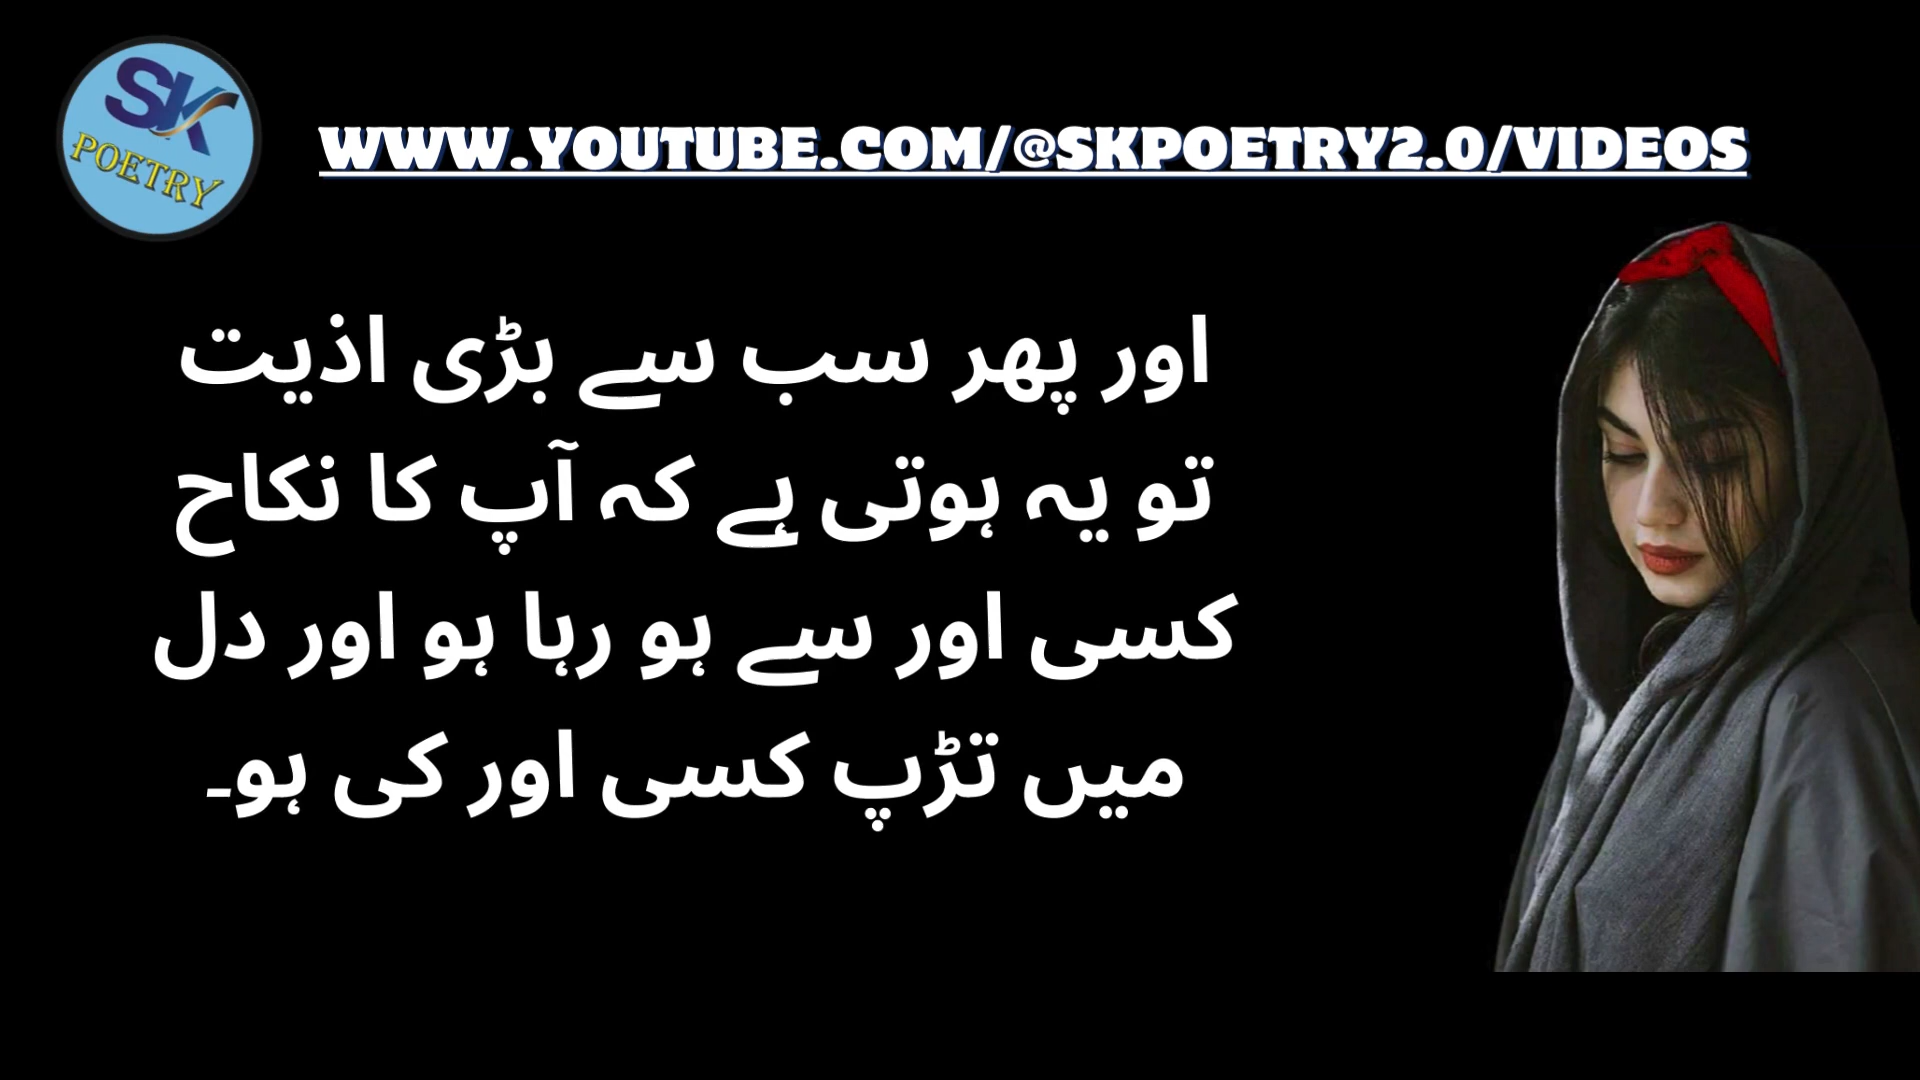 SK
POETRY
WWW.YOUTUBE.COM/@SKPOETRY2.0/VIDEOS
اور پھر سب سے بڑی اذیت
تو یہ ہوتی ہے کہ آپ کا نکاح
کسی اور سے ہو رہا ہو اور دل
میں تڑپ کسی اور کی ہو۔